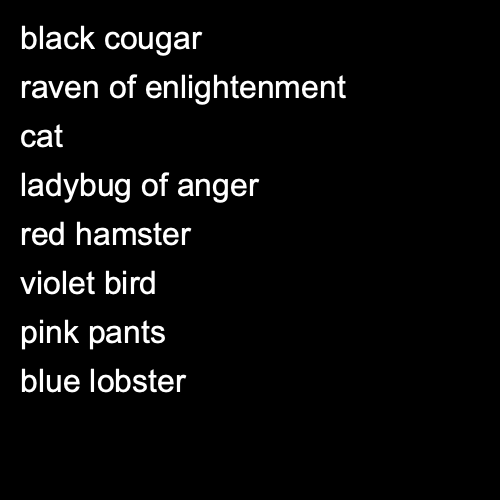 black cougar
raven of enlightenment
cat
ladybug of anger
red hamster
violet bird
pink pants
blue lobster